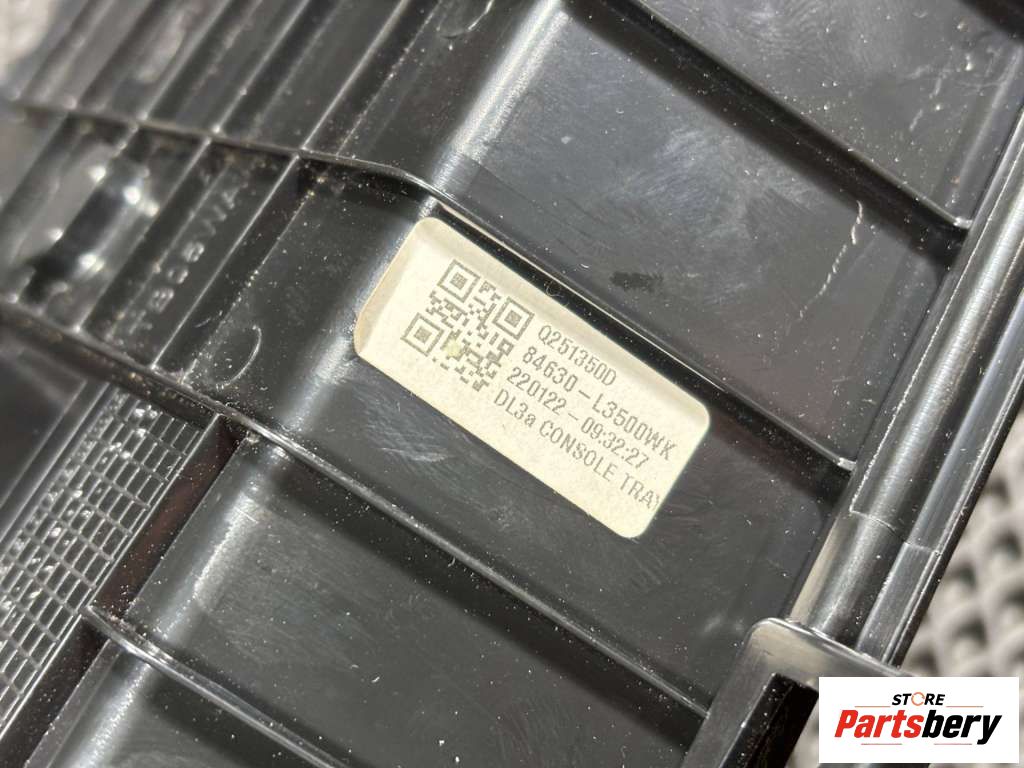 Q251350D
84630-L3500WK
220122-09:32:27
DL3a CONSOLE TRAY
STORE
Partsbery